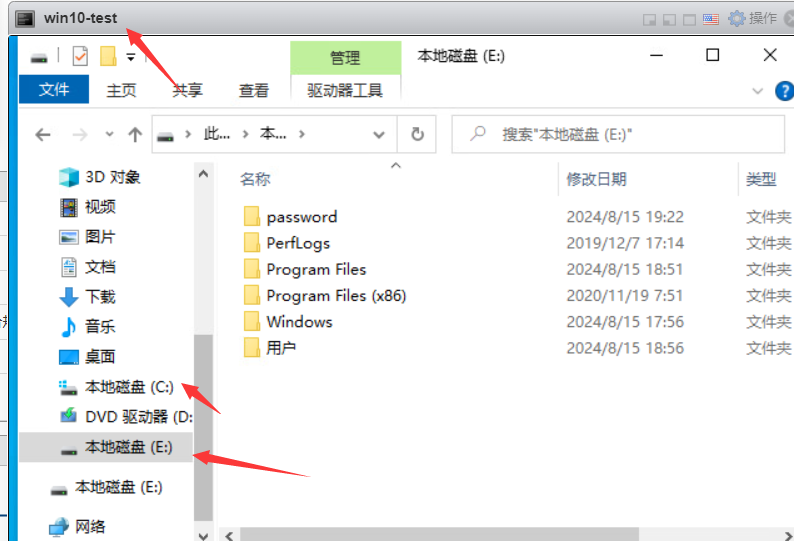 win10-test
操作
管理
本地磁盘 (E:)
文件
主页
共享
查看
驱动器工具
此...
本...
搜索"本地磁盘 (E:)"
名称
修改日期
类型
3D 对象
视频
图片
文档
下载
音乐
桌面
本地磁盘 (C:)
DVD 驱动器 (D:
本地磁盘 (E:)
本地磁盘 (E:)
网络
password 2024/8/15 19:22 文件夹
PerfLogs 2019/12/7 17:14 文件夹
Program Files 2024/8/15 18:51 文件夹
Program Files (x86) 2020/11/19 7:51 文件夹
Windows 2024/8/15 17:56 文件夹
用户 2024/8/15 18:56 文件夹